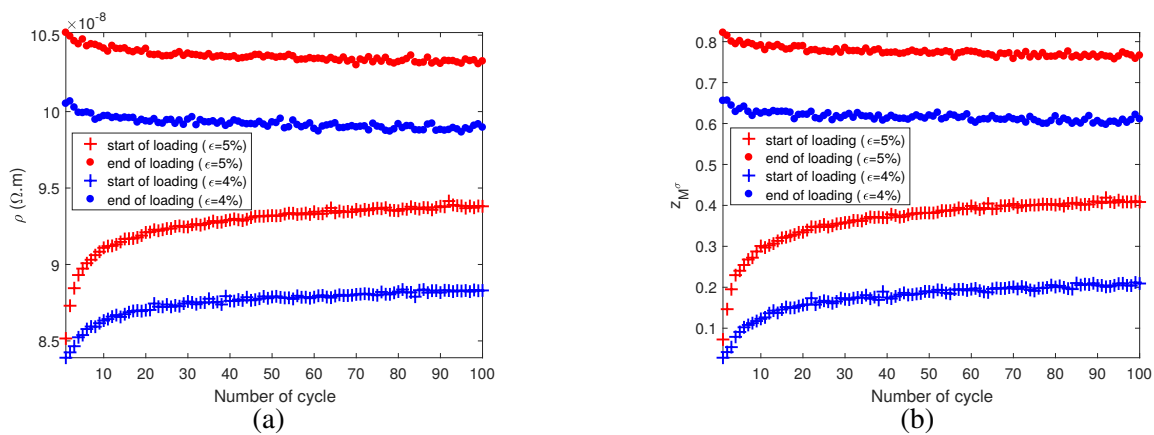 ×10⁻⁸
10.5
10
9.5
9
8.5
ρ (Ω.m)
start of loading (ϵ=5%)
end of loading (ϵ=5%)
start of loading (ϵ=4%)
end of loading (ϵ=4%)
10 20 30 40 50 60 70 80 90 100
Number of cycle
(a)
0.8
0.7
0.6
0.5
0.4
0.3
0.2
0.1
z_M^σ
start of loading (ϵ=5%)
end of loading (ϵ=5%)
start of loading (ϵ=4%)
end of loading (ϵ=4%)
10 20 30 40 50 60 70 80 90 100
Number of cycle
(b)